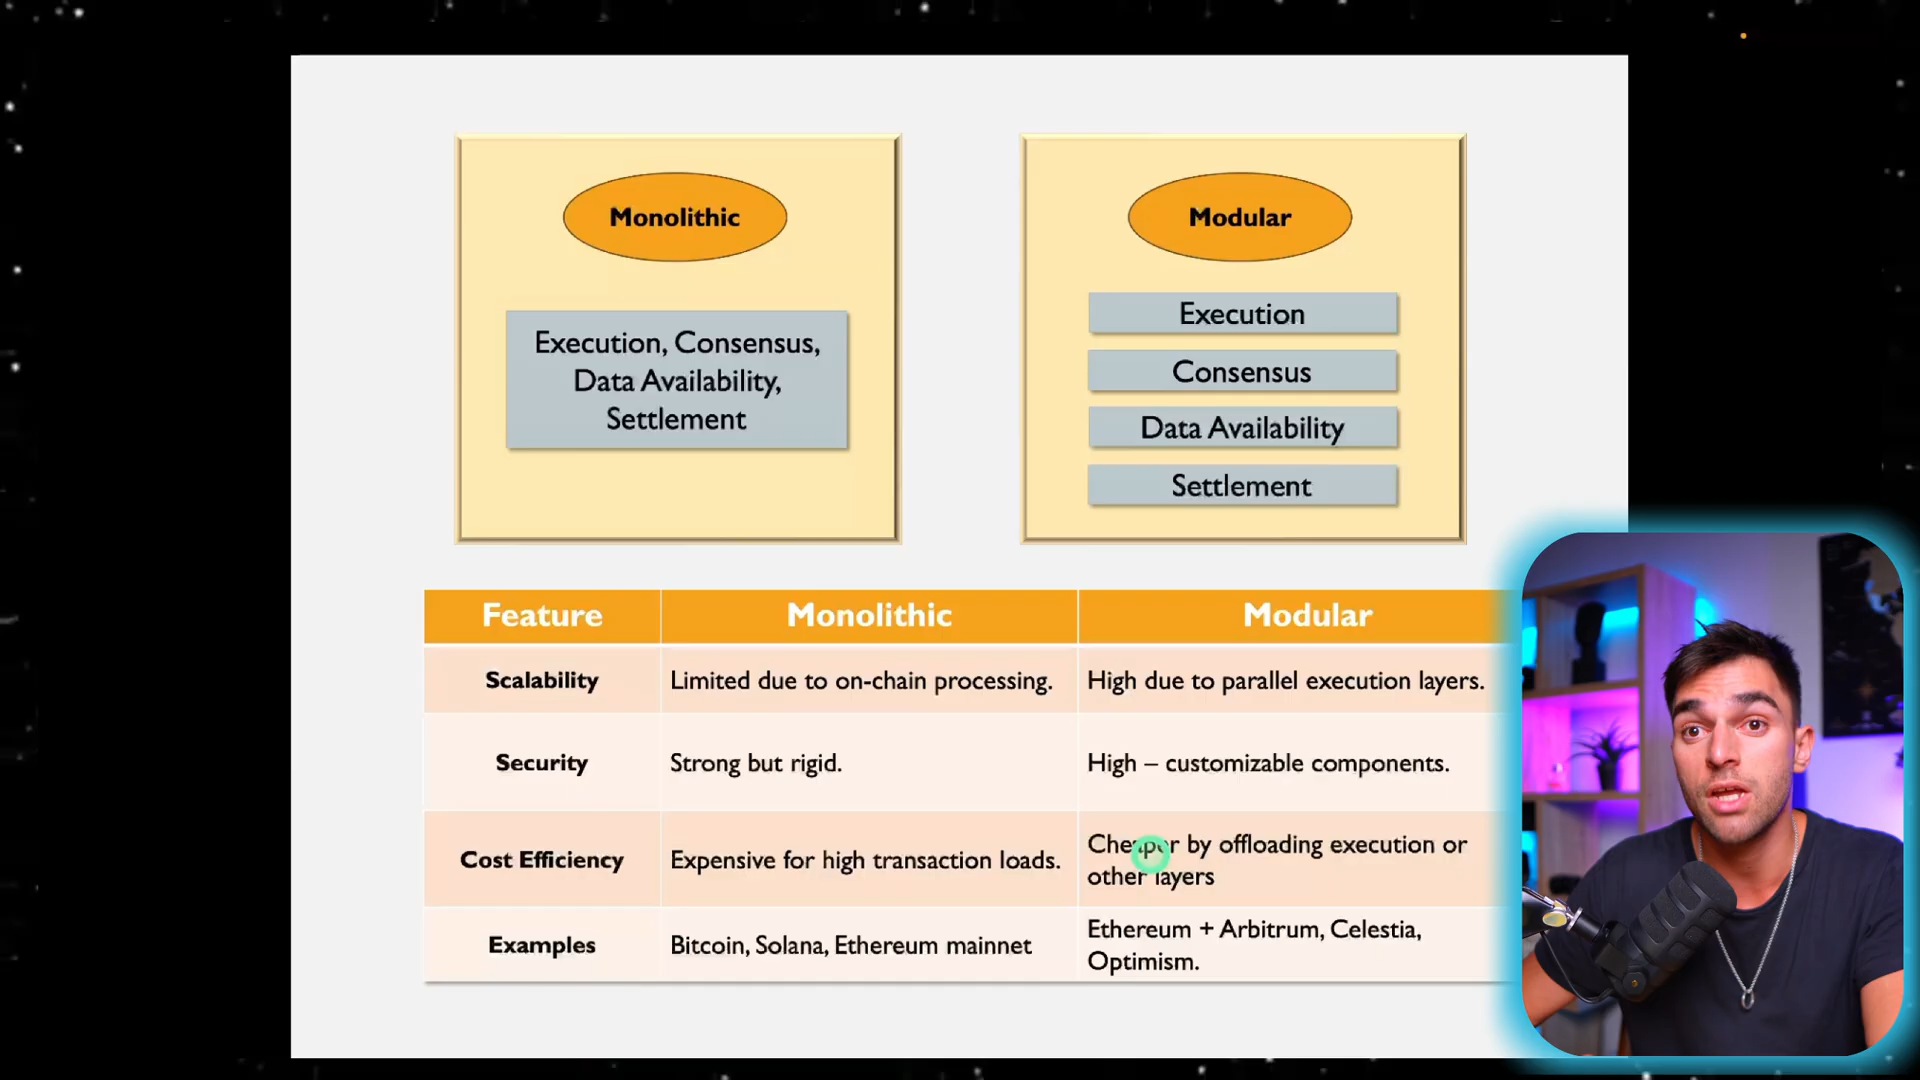 Monolithic
Execution, Consensus,
Data Availability,
Settlement
Modular
Execution
Consensus
Data Availability
Settlement
Feature Monolithic Modular
Scalability Limited due to on-chain processing. High due to parallel execution layers.
Security Strong but rigid. High – customizable components.
Cost Efficiency Expensive for high transaction loads. Cheaper by offloading execution or
other layers
Examples Bitcoin, Solana, Ethereum mainnet Ethereum + Arbitrum, Celestia,
Optimism.